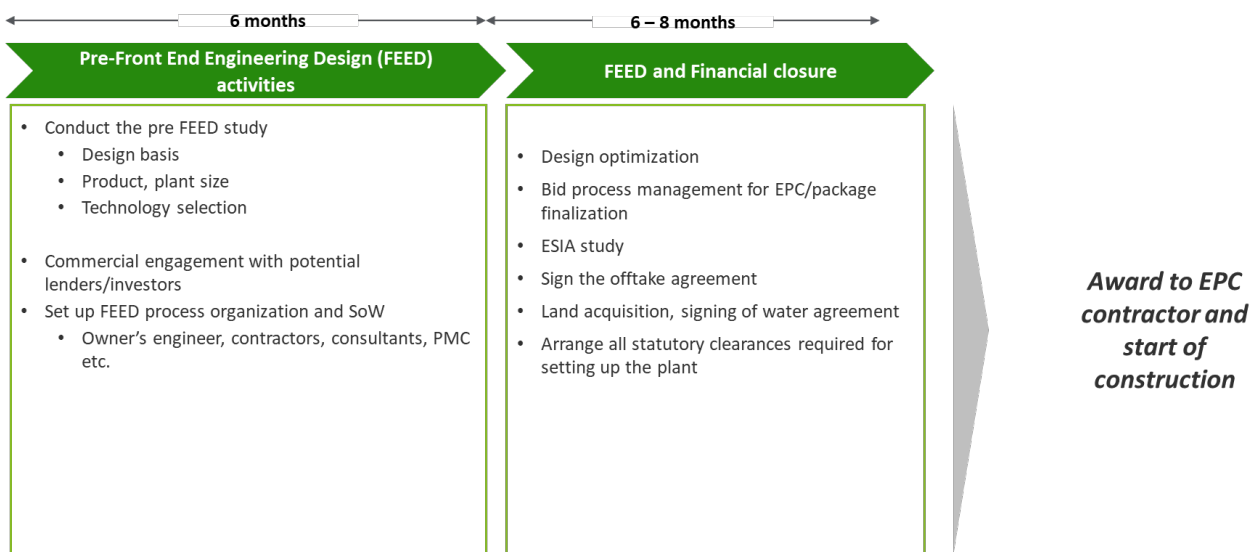 6 months
6 – 8 months
Pre-Front End Engineering Design (FEED)
activities
FEED and Financial closure
• Conduct the pre FEED study
• Design basis
• Product, plant size
• Technology selection
• Commercial engagement with potential
lenders/investors
• Set up FEED process organization and SoW
• Owner's engineer, contractors, consultants, PMC
etc.
• Design optimization
• Bid process management for EPC/package
finalization
• ESIA study
• Sign the offtake agreement
• Land acquisition, signing of water agreement
• Arrange all statutory clearances required for
setting up the plant
Award to EPC
contractor and
start of
construction